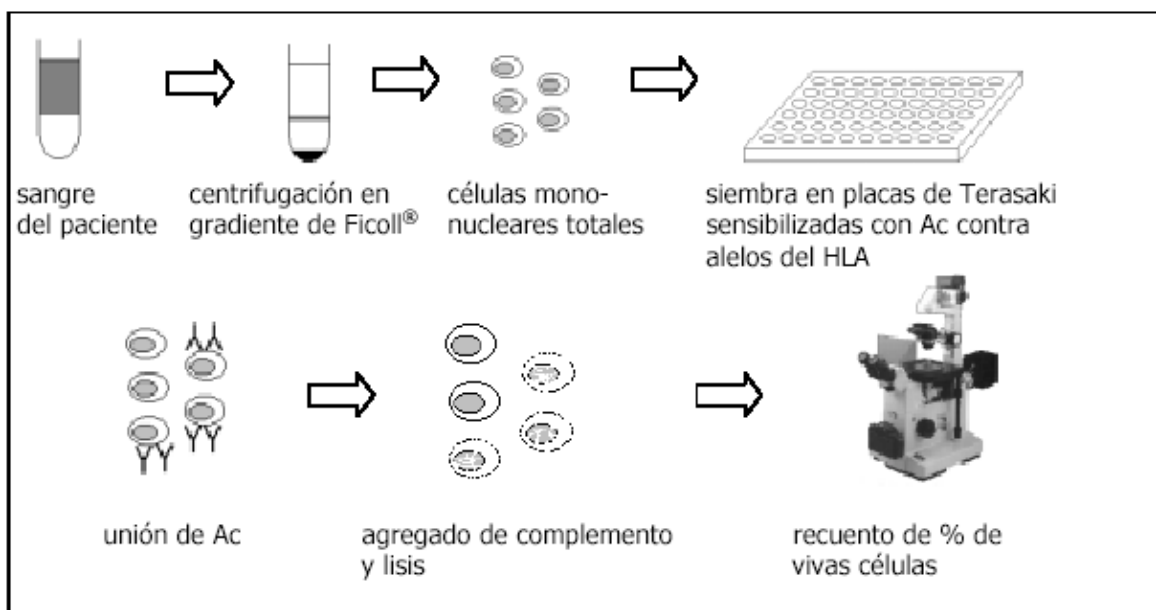 sangre
del paciente
centrifugación en
gradiente de Ficoll®
células mono-
nucleares totales
siembra en placas de Terasaki
sensibilizadas con Ac contra
alelos del HLA
unión de Ac
agregado de complemento
y lisis
recuento de % de
vivas células